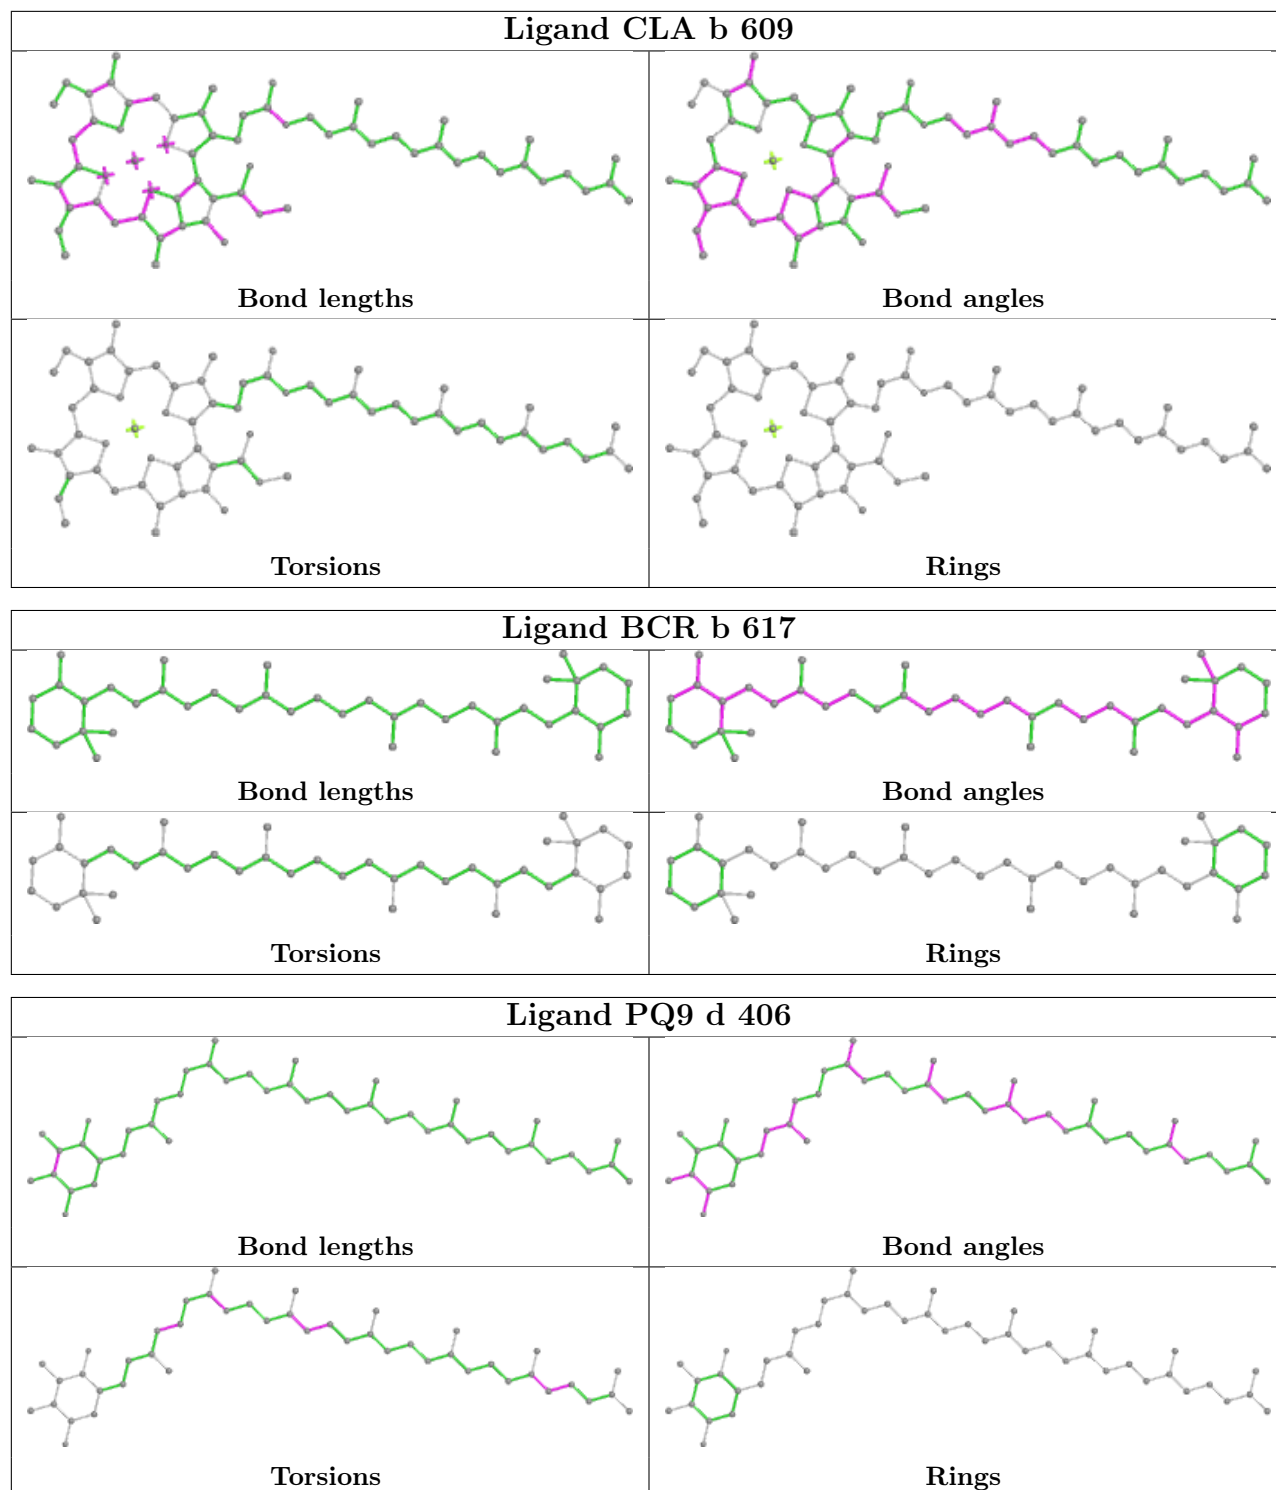 Ligand CLA b 609
Bond lengths
Bond angles
Torsions
Rings
Ligand BCR b 617
Bond lengths
Bond angles
Torsions
Rings
Ligand PQ9 d 406
Bond lengths
Bond angles
Torsions
Rings